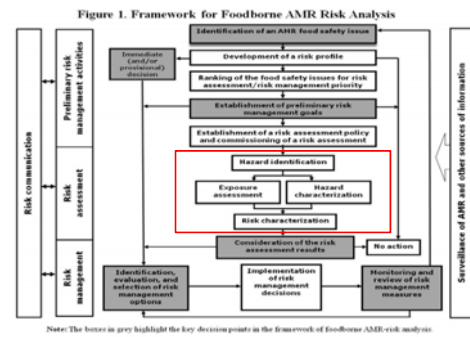 Figure 1. Framework for Foodborne AMR Risk Analysis
Identification of an AMR food safety issue
Immediate
(and/or
provisional)
decision
Development of a risk profile
Ranking of the food safety issues for risk
assessment/risk management priority
Establishment of preliminary risk
management goals
Establishment of a risk assessment policy
and commissioning of a risk assessment
Hazard identification
Exposure
assessment
Hazard
characterization
Risk characterization
Consideration of the risk
assessment results
No action
Identification,
evaluation, and
selection of risk
management
options
Implementation
of risk
management
decisions
Monitoring and
review of risk
management
measures
Risk communication
Preliminary risk
management activities
Risk
assessment
Risk
management
Surveillance of AMR and other sources of information
Note: The boxes in grey highlight the key decision points in the framework of foodborne AMR-risk analysis.